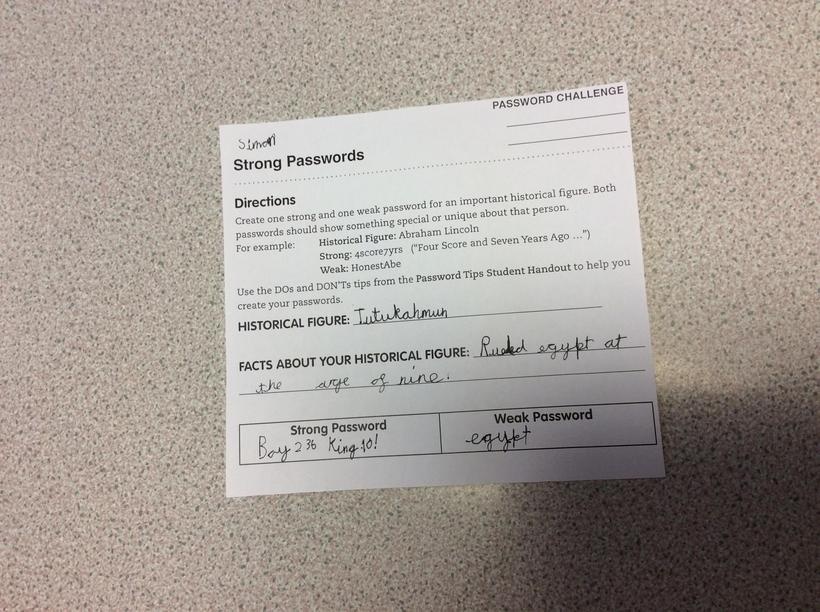 PASSWORD CHALLENGE
Simon
Strong Passwords
Directions
Create one strong and one weak password for an important historical figure. Both
passwords should show something special or unique about that person.
For example: Historical Figure: Abraham Lincoln
Strong: 4score7yrs ("Four Score and Seven Years Ago ...")
Weak: HonestAbe
Use the DOs and DON'Ts tips from the Password Tips Student Handout to help you
create your passwords.
HISTORICAL FIGURE: Tutukahmun
FACTS ABOUT YOUR HISTORICAL FIGURE: Ruled egypt at
the age of nine.
Strong Password Weak Password
Boy236 King10! egypt